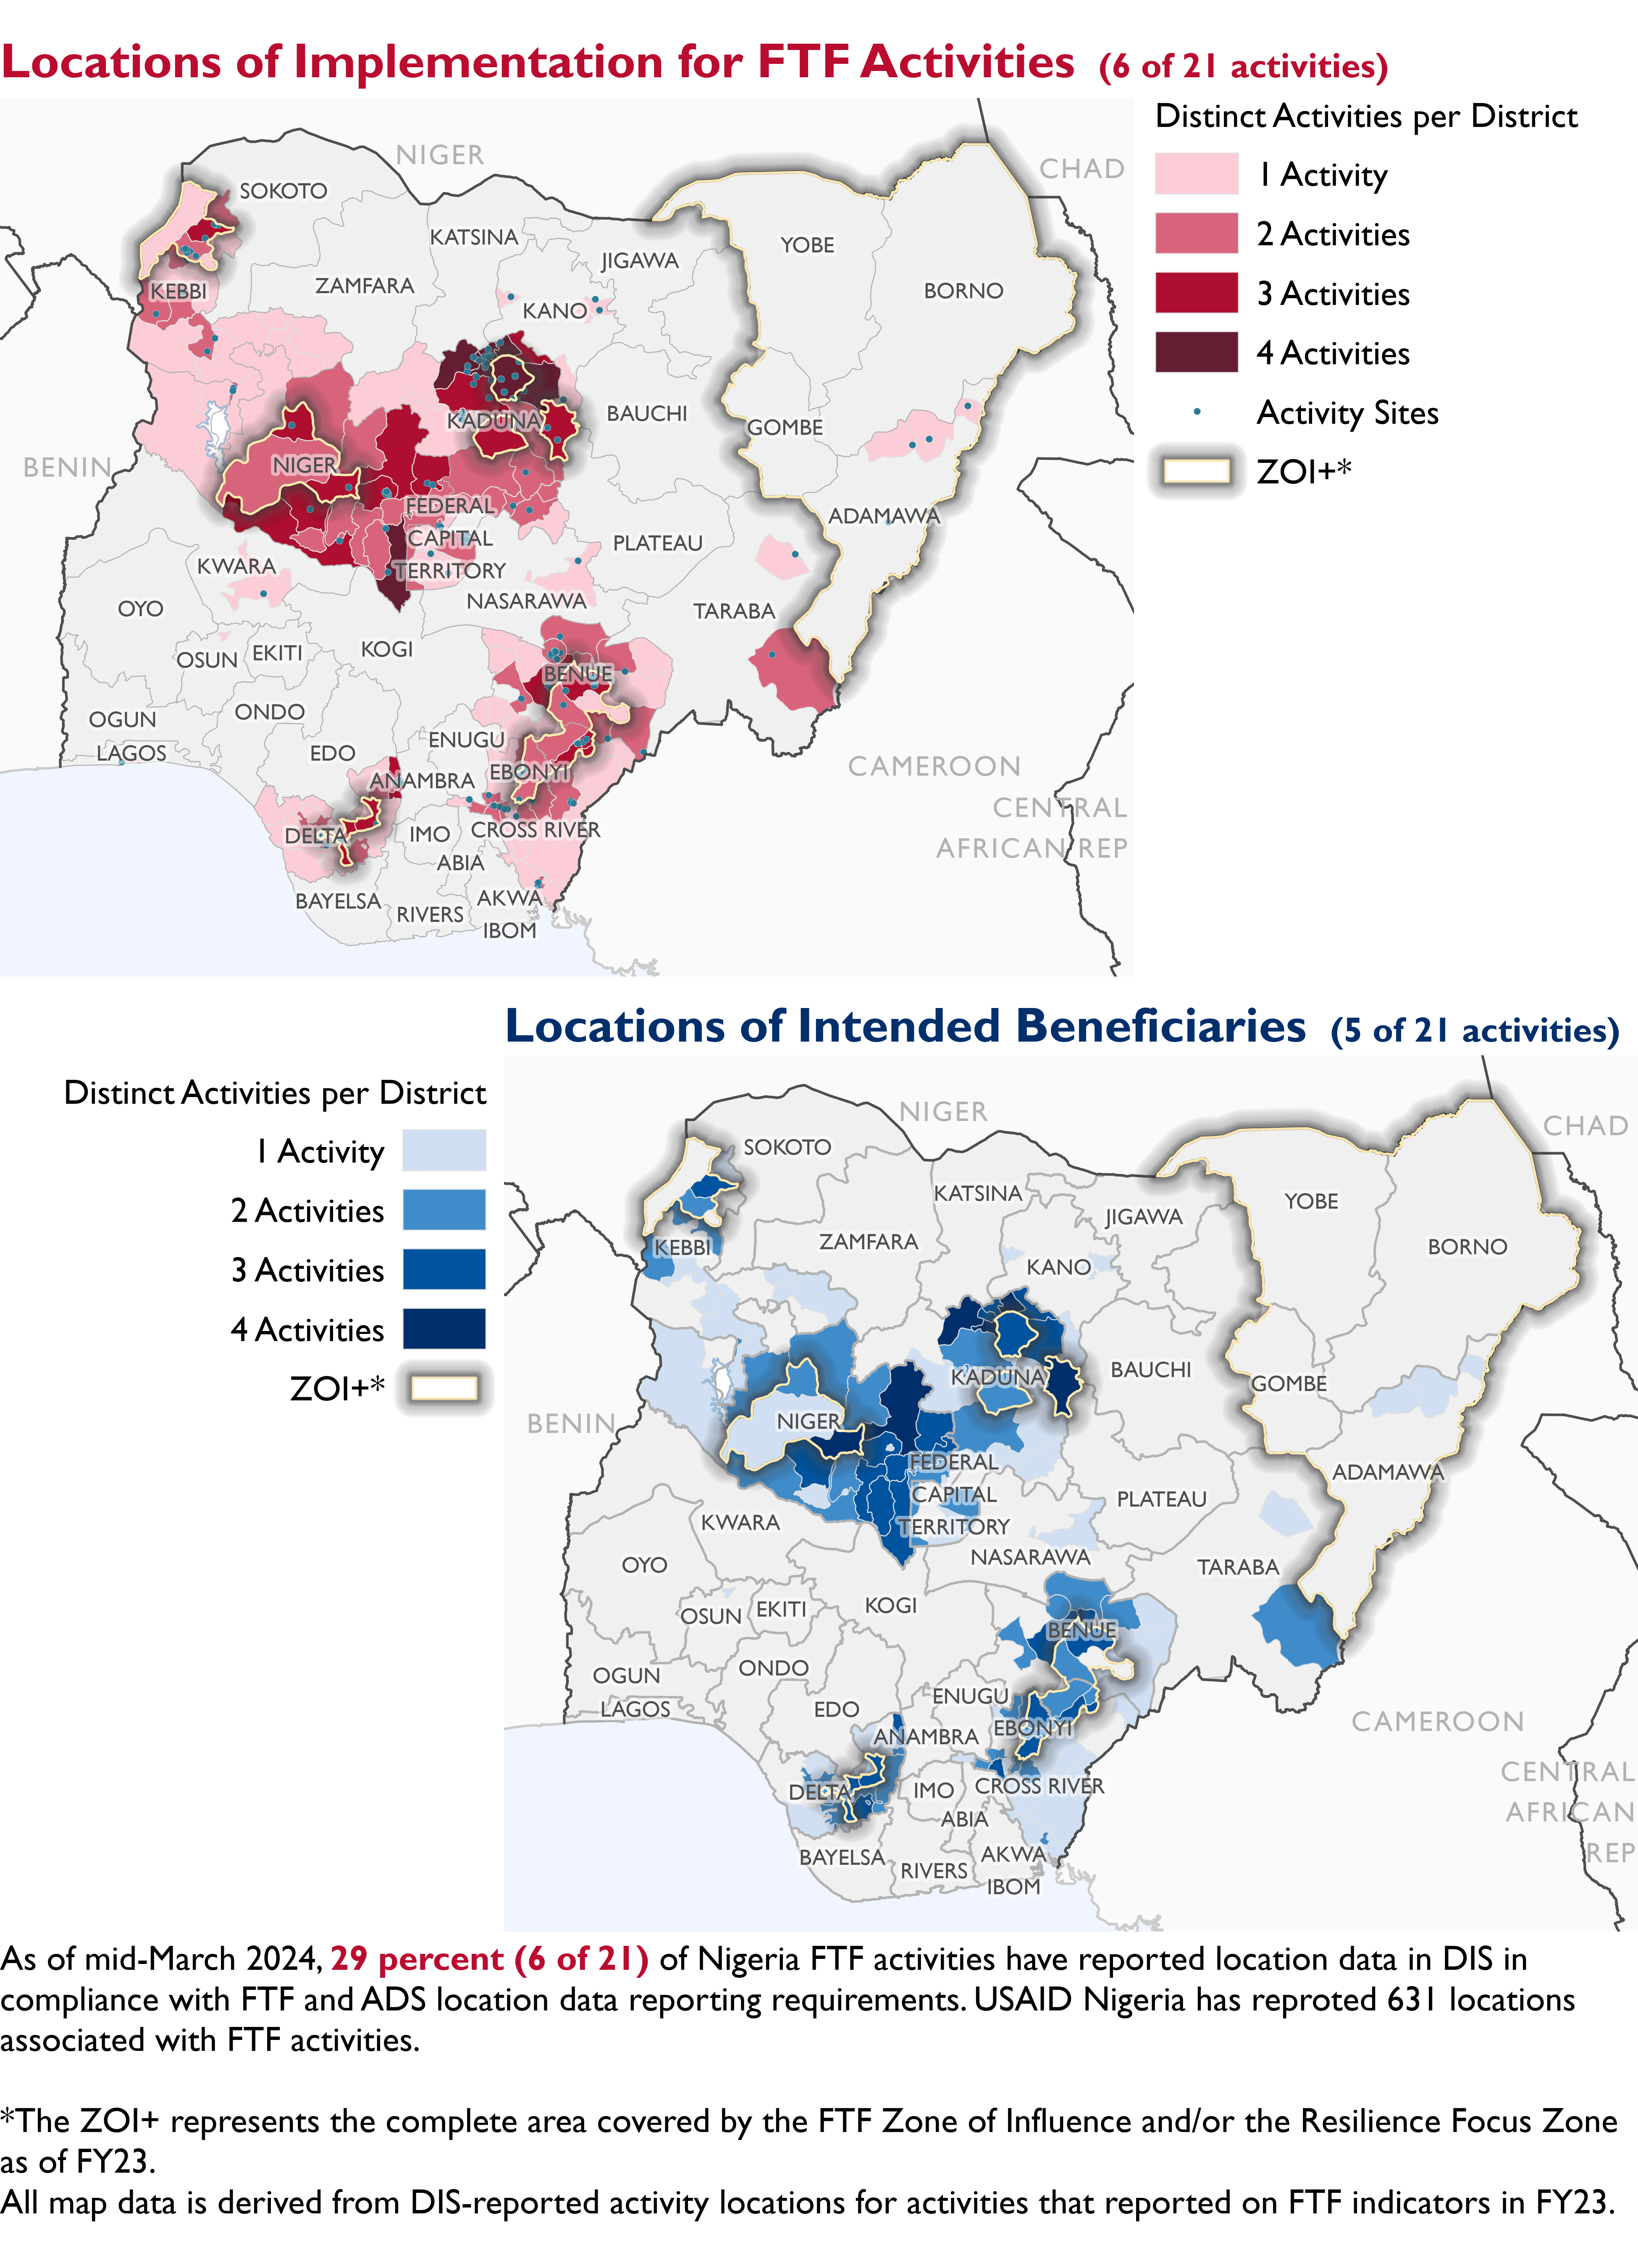 Locations of Implementation for FTF Activities (6 of 21 activities)
Distinct Activities per District
1 Activity
2 Activities
3 Activities
4 Activities
Activity Sites
ZOI+*
NIGER
CHAD
SOKOTO
KATSINA
YOBE
JIGAWA
ZAMFARA
KEBBI
BORNO
KANO
BAUCHI
KADUNA
GOMBE
BENIN
NIGER
FEDERAL
CAPITAL
TERRITORY
ADAMAWA
PLATEAU
KWARA
NASARAWA
OYO
TARABA
KOGI
OSUN
EKITI
BENUE
OGUN
ONDO
LAGOS
EDO
ENUGU
EBONYI
ANAMBRA
CAMEROON
CENTRAL
AFRICAN REP
DELTA
IMO
CROSS RIVER
ABIA
BAYELSA
RIVERS
AKWA
IBOM
Locations of Intended Beneficiaries (5 of 21 activities)
Distinct Activities per District
1 Activity
2 Activities
3 Activities
4 Activities
ZOI+*
NIGER
CHAD
SOKOTO
KATSINA
YOBE
JIGAWA
ZAMFARA
KEBBI
BORNO
KANO
BAUCHI
KADUNA
GOMBE
BENIN
NIGER
FEDERAL
CAPITAL
TERRITORY
ADAMAWA
PLATEAU
KWARA
NASARAWA
OYO
TARABA
KOGI
OSUN
EKITI
BENUE
OGUN
ONDO
LAGOS
EDO
ENUGU
EBONYI
ANAMBRA
CAMEROON
CENTRAL
AFRICAN
REP
DELTA
IMO
CROSS RIVER
ABIA
BAYELSA
RIVERS
AKWA
IBOM
As of mid-March 2024, 29 percent (6 of 21) of Nigeria FTF activities have reported location data in DIS in
compliance with FTF and ADS location data reporting requirements. USAID Nigeria has reproted 631 locations
associated with FTF activities.
*The ZOI+ represents the complete area covered by the FTF Zone of Influence and/or the Resilience Focus Zone
as of FY23.
All map data is derived from DIS-reported activity locations for activities that reported on FTF indicators in FY23.